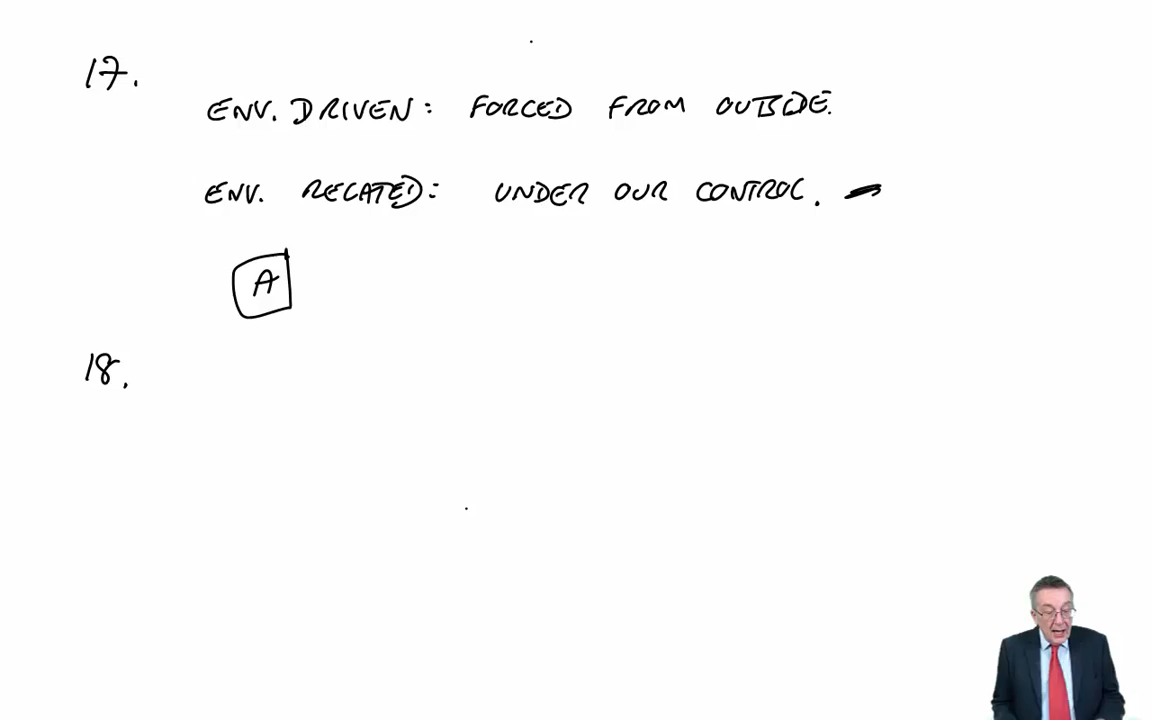 17.
ENV. DRIVEN: FORCED FROM OUTSIDE.
ENV. RELATED: UNDER OUR CONTROL.
A
18.